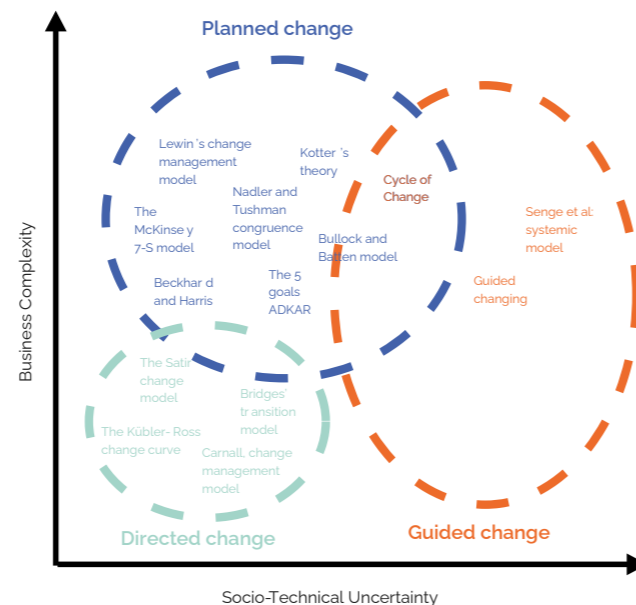 Planned change
Lewin´s change
management
model
Kotter ´s
theory
Cycle of
Change
Nadler and
Tushman
congruence
model
The
McKinse y
7-S model
Senge et al:
systemic
model
Bullock and
Batten model
Beckhar d
and Harris
The 5
goals
ADKAR
Guided
changing
The Satir
change
model
Bridges'
tr ansition
model
The Kübler- Ross
change curve
Carnall, change
management
model
Directed change
Guided change
Business Complexity
Socio-Technical Uncertainty